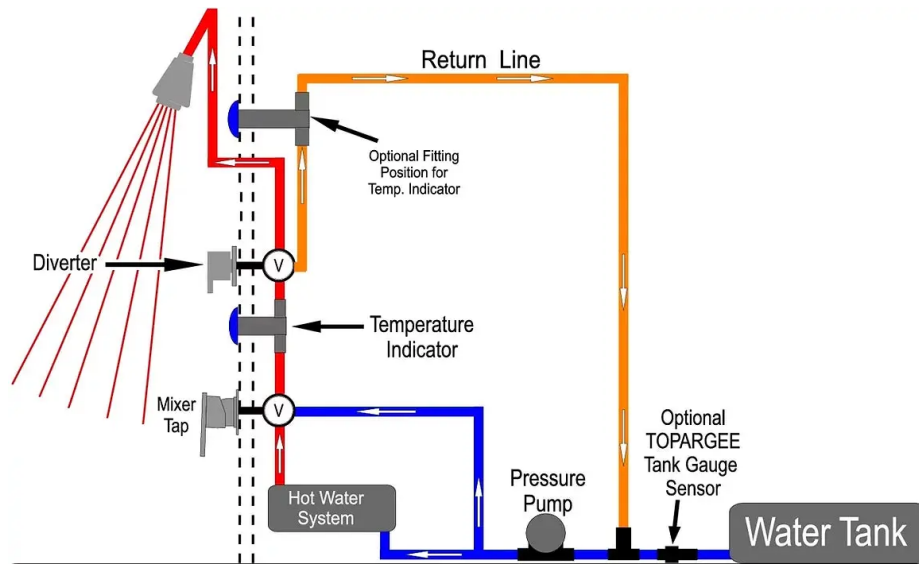 Return Line
Optional Fitting
Position for
Temp. Indicator
Diverter
V
Temperature
Indicator
Mixer
Tap
V
Optional
TOPARGEE
Tank Gauge
Sensor
Pressure
Pump
Hot Water
System
Water Tank